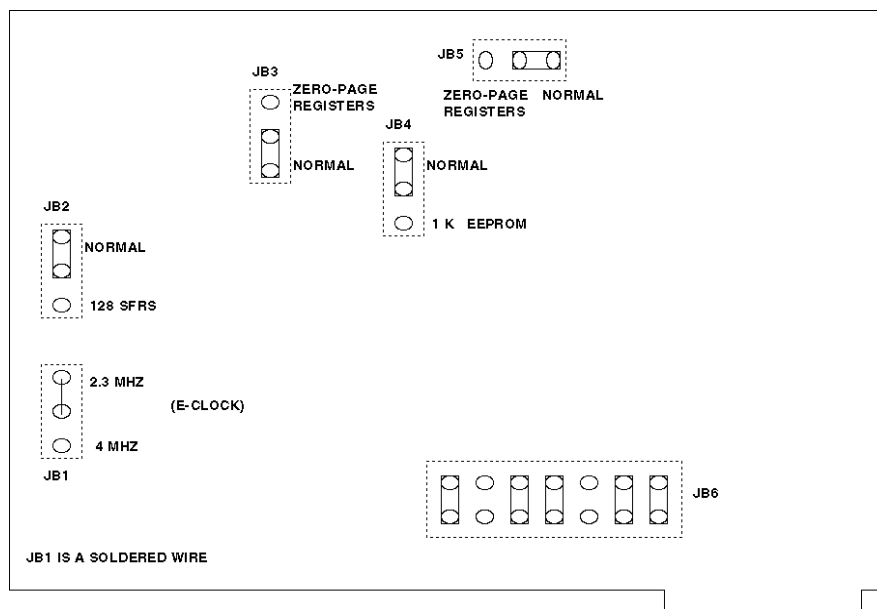 JB5
JB3
ZERO-PAGE
REGISTERS
ZERO-PAGE NORMAL
REGISTERS
JB4
NORMAL
NORMAL
JB2
1 K EEPROM
NORMAL
128 SFRS
2.3 MHZ
(E-CLOCK)
4 MHZ
JB1
JB6
JB1 IS A SOLDERED WIRE